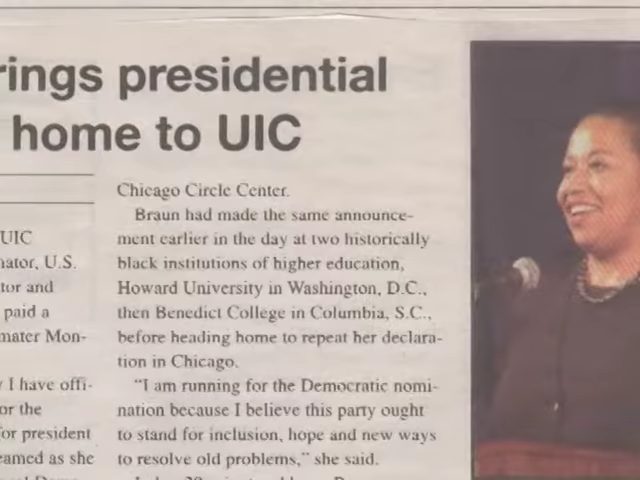 rings presidential
home to UIC
UIC
nator, U.S.
tor and
paid a
mater Mon-
I have offi-
or the
for president
eamed as she
Chicago Circle Center.
Braun had made the same announce-
ment earlier in the day at two historically
black institutions of higher education,
Howard University in Washington, D.C.,
then Benedict College in Columbia, S.C.,
before heading home to repeat her declara-
tion in Chicago.
"I am running for the Democratic nomi-
nation because I believe this party ought
to stand for inclusion, hope and new ways
to resolve old problems," she said.